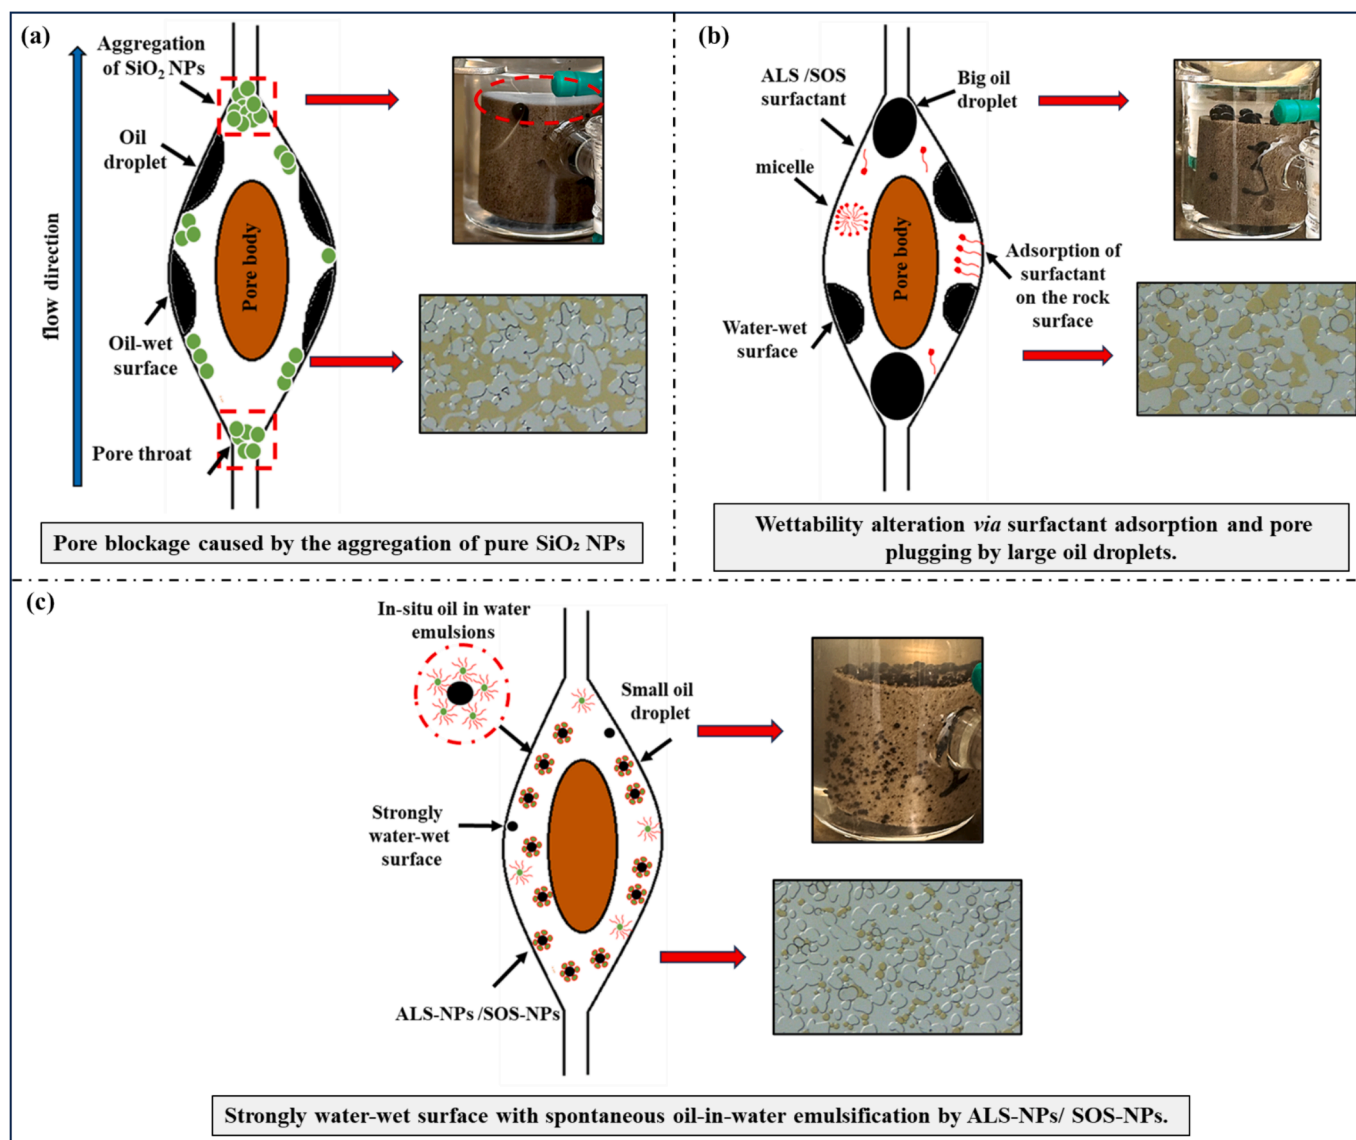 (a)
Aggregation
of SiO₂ NPs
Oil
droplet
flow direction
Pore body
Oil-wet
surface
Pore throat
Pore blockage caused by the aggregation of pure SiO₂ NPs
(b)
ALS /SOS
surfactant
Big oil
droplet
micelle
Pore body
Adsorption of
surfactant
on the rock
surface
Water-wet
surface
Wettability alteration via surfactant adsorption and pore
plugging by large oil droplets.
(c)
In-situ oil in water
emulsions
Small oil
droplet
Strongly
water-wet
surface
ALS-NPs /SOS-NPs
Strongly water-wet surface with spontaneous oil-in-water emulsification by ALS-NPs/ SOS-NPs.